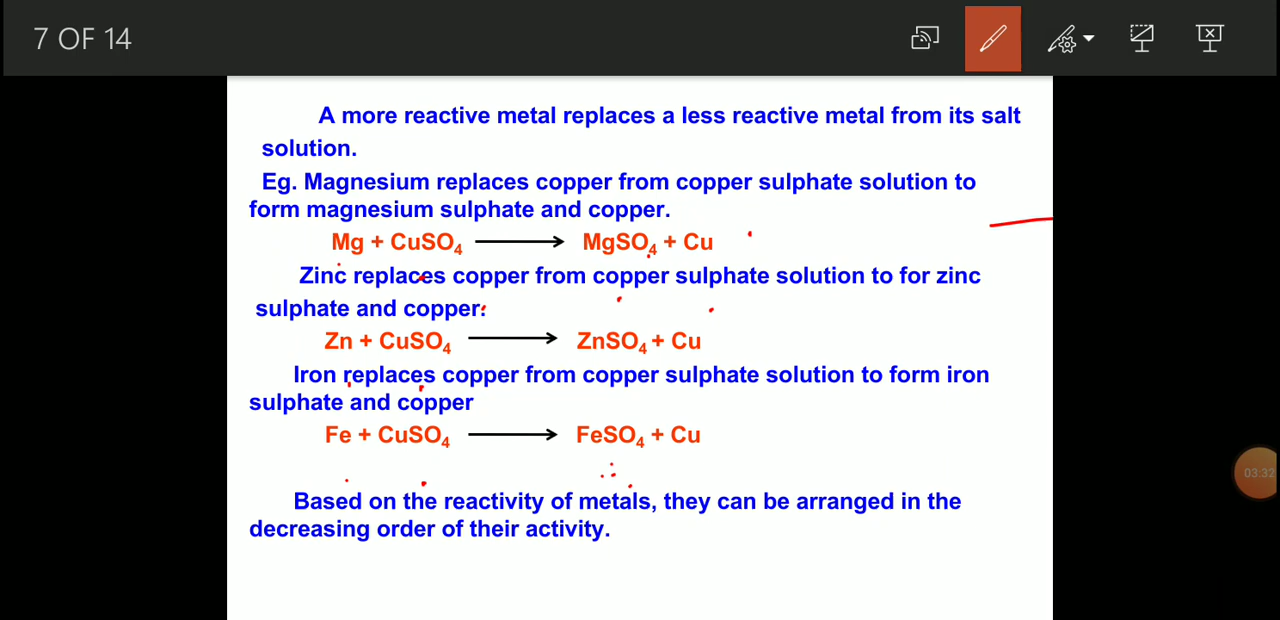 7 OF 14
A more reactive metal replaces a less reactive metal from its salt
solution.
Eg. Magnesium replaces copper from copper sulphate solution to
form magnesium sulphate and copper.
Mg + CuSO₄ ⟶ MgSO₄ + Cu
Zinc replaces copper from copper sulphate solution to for zinc
sulphate and copper.
Zn + CuSO₄ ⟶ ZnSO₄ + Cu
Iron replaces copper from copper sulphate solution to form iron
sulphate and copper
Fe + CuSO₄ ⟶ FeSO₄ + Cu
03:32
Based on the reactivity of metals, they can be arranged in the
decreasing order of their activity.